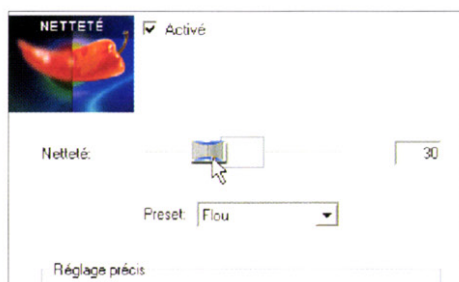 NETTETÉ
Activé
Netteté: 30
Preset: Flou
Réglage précis